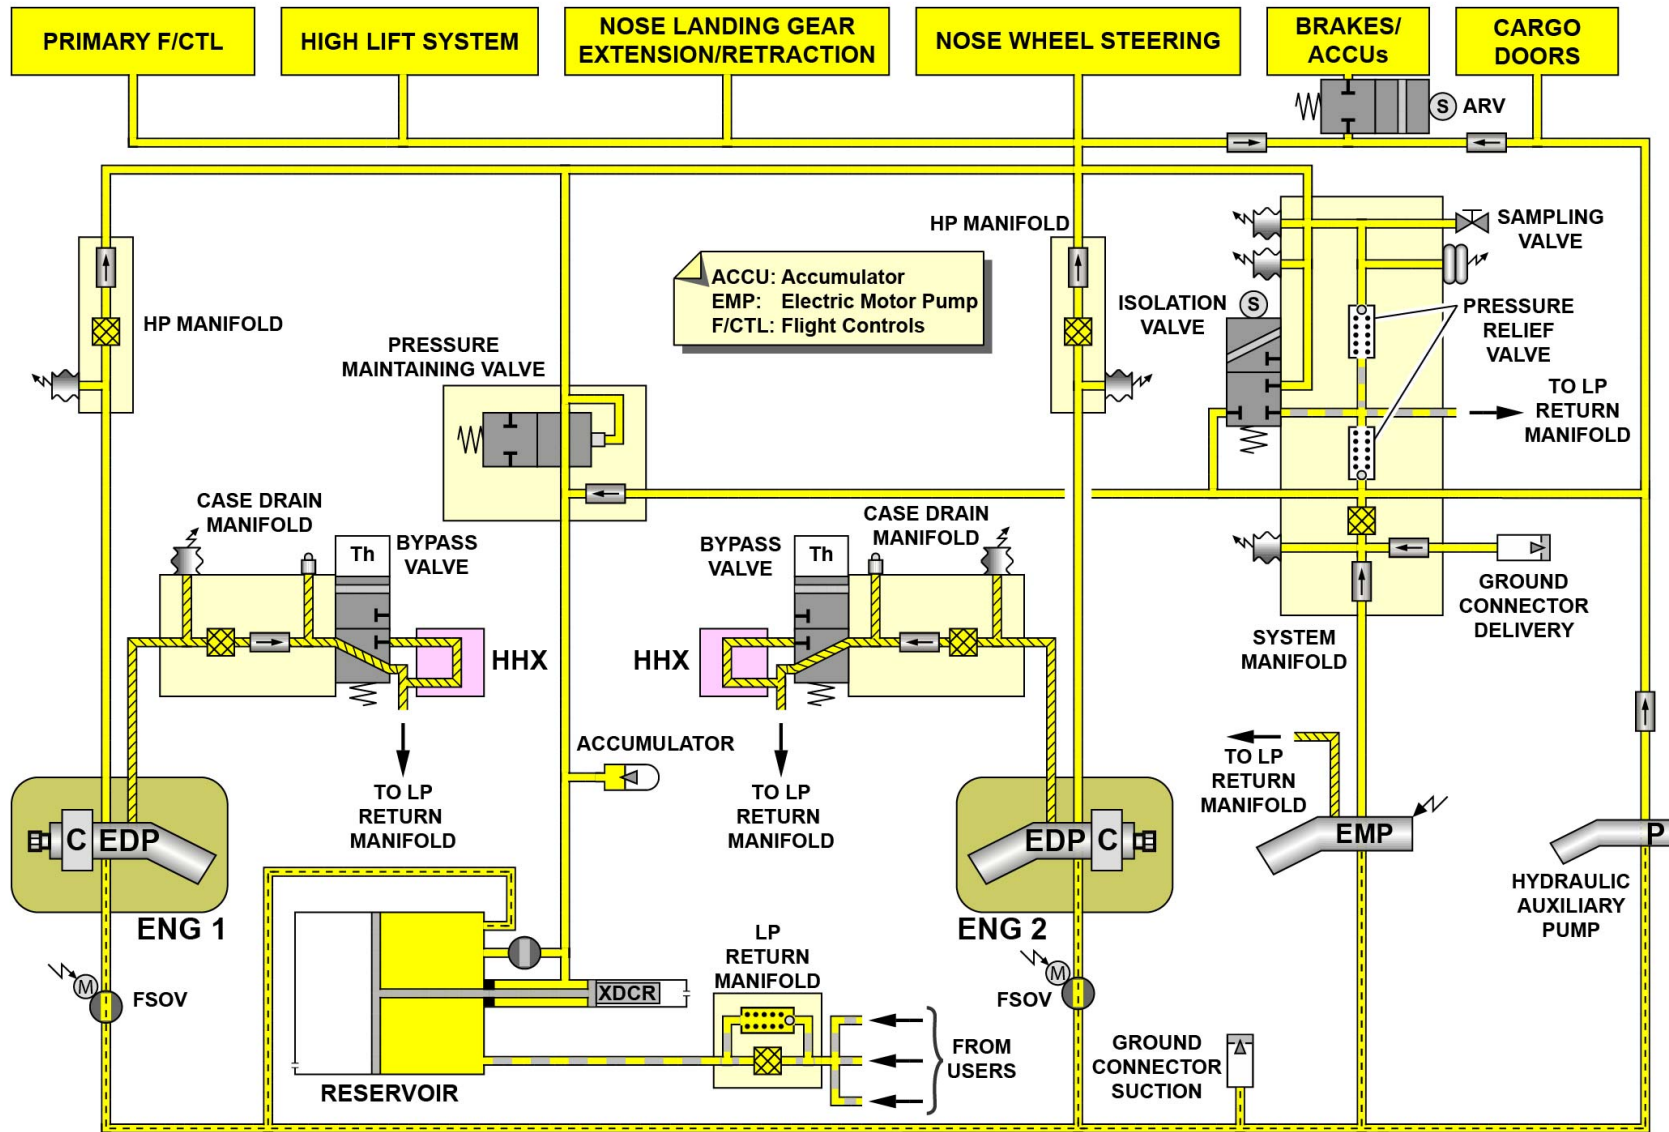 PRIMARY F/CTL
HIGH LIFT SYSTEM
NOSE LANDING GEAR
EXTENSION/RETRACTION
NOSE WHEEL STEERING
BRAKES/
ACCUs
CARGO
DOORS
S
ARV
HP MANIFOLD
HP MANIFOLD
ACCU: Accumulator
EMP: Electric Motor Pump
F/CTL: Flight Controls
SAMPLING
VALVE
ISOLATION
VALVE
S
PRESSURE
RELIEF
VALVE
PRESSURE
MAINTAINING VALVE
TO LP
RETURN
MANIFOLD
CASE DRAIN
MANIFOLD
Th
BYPASS
VALVE
BYPASS
VALVE
Th
CASE DRAIN
MANIFOLD
GROUND
CONNECTOR
DELIVERY
SYSTEM
MANIFOLD
HHX
HHX
ACCUMULATOR
TO LP
RETURN
MANIFOLD
TO LP
RETURN
MANIFOLD
TO LP
RETURN
MANIFOLD
C
EDP
ENG 1
EDP
C
ENG 2
EMP
P
HYDRAULIC
AUXILIARY
PUMP
M
FSOV
XDCR
RESERVOIR
LP
RETURN
MANIFOLD
FROM
USERS
M
FSOV
GROUND
CONNECTOR
SUCTION